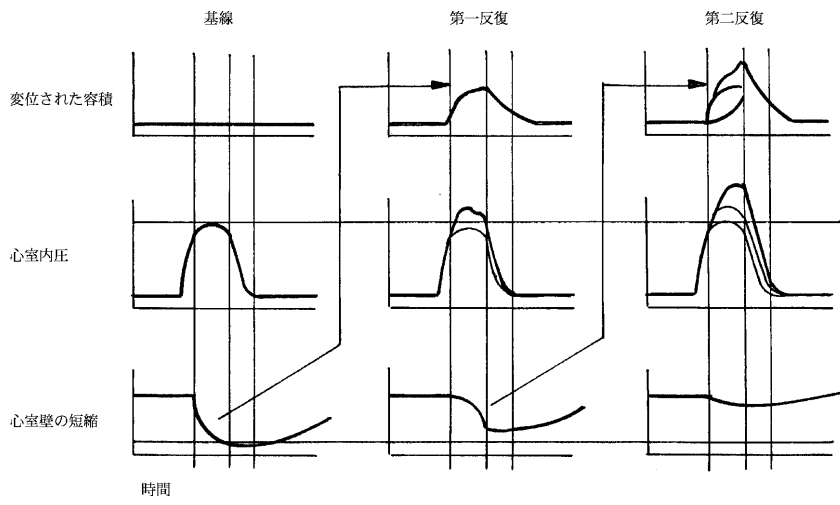 基線
第一反復
第二反復
変位された容積
心室内圧
心室壁の短縮
時間